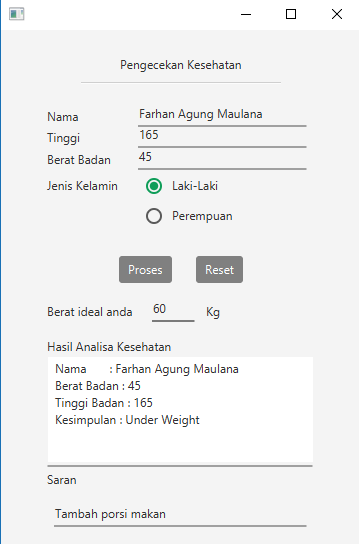 Pengecekan Kesehatan
Nama Farhan Agung Maulana
Tinggi 165
Berat Badan 45
Jenis Kelamin Laki-Laki
Perempuan
Proses Reset
Berat ideal anda 60 Kg
Hasil Analisa Kesehatan
Nama : Farhan Agung Maulana
Berat Badan : 45
Tinggi Badan : 165
Kesimpulan : Under Weight
Saran
Tambah porsi makan